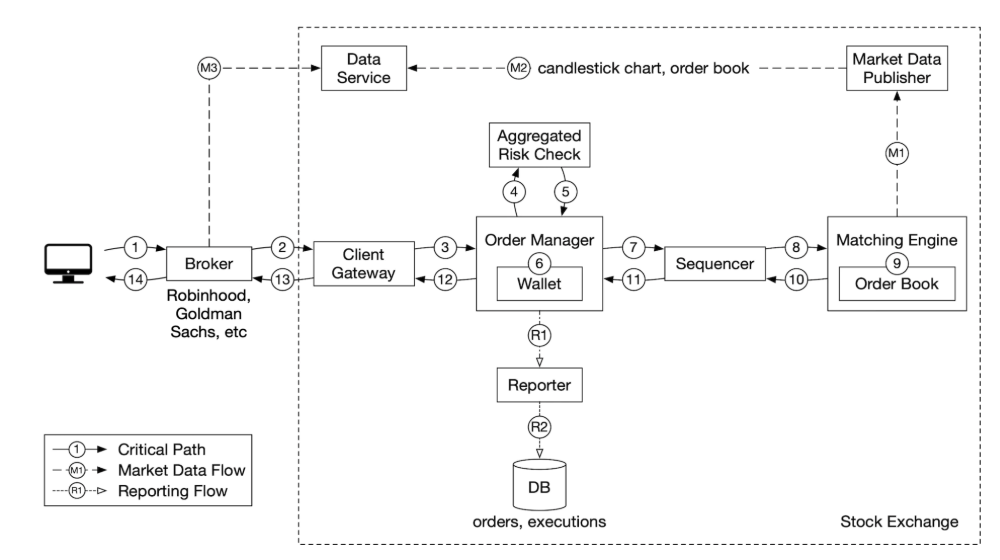 M3
Data
Service
M2
candlestick chart, order book
Market Data
Publisher
Aggregated
Risk Check
M1
4
5
1
2
3
Order Manager
7
8
Matching Engine
Broker
Client
Gateway
6
Wallet
Sequencer
9
Order Book
14
13
12
11
10
Robinhood,
Goldman
Sachs, etc
R1
Reporter
R2
DB
orders, executions
1 Critical Path
M1 Market Data Flow
R1 Reporting Flow
Stock Exchange